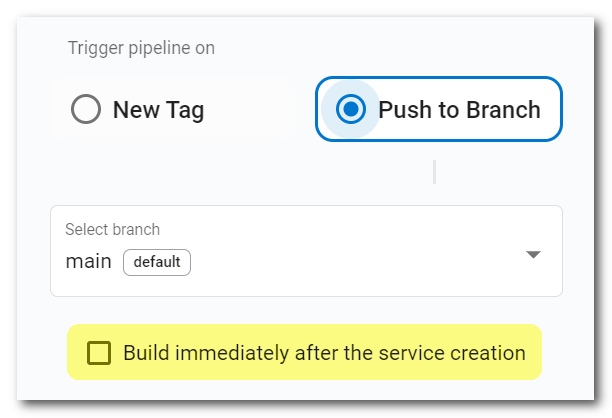 Trigger pipeline on
New Tag
Push to Branch
Select branch
main default
Build immediately after the service creation